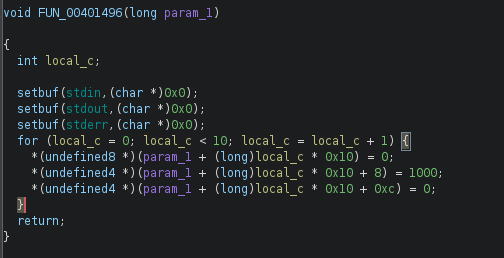 void FUN_00401496(long param_1)
{
int local_c;
setbuf(stdin,(char *)0x0);
setbuf(stdout,(char *)0x0);
setbuf(stderr,(char *)0x0);
for (local_c = 0; local_c < 10; local_c = local_c + 1) {
*(undefined8 *)(param_1 + (long)local_c * 0x10) = 0;
*(undefined4 *)(param_1 + (long)local_c * 0x10 + 8) = 1000;
*(undefined4 *)(param_1 + (long)local_c * 0x10 + 0xc) = 0;
}
return;
}